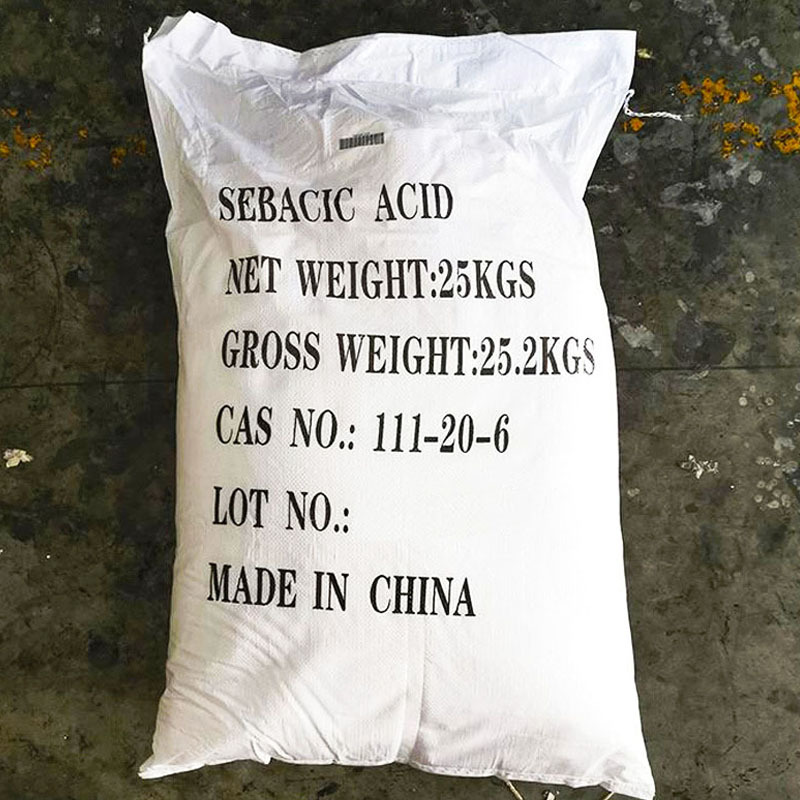 SEBACIC ACID
NET WEIGHT:25KGS
GROSS WEIGHT:25.2KGS
CAS NO.: 111-20-6
LOT NO.:
MADE IN CHINA